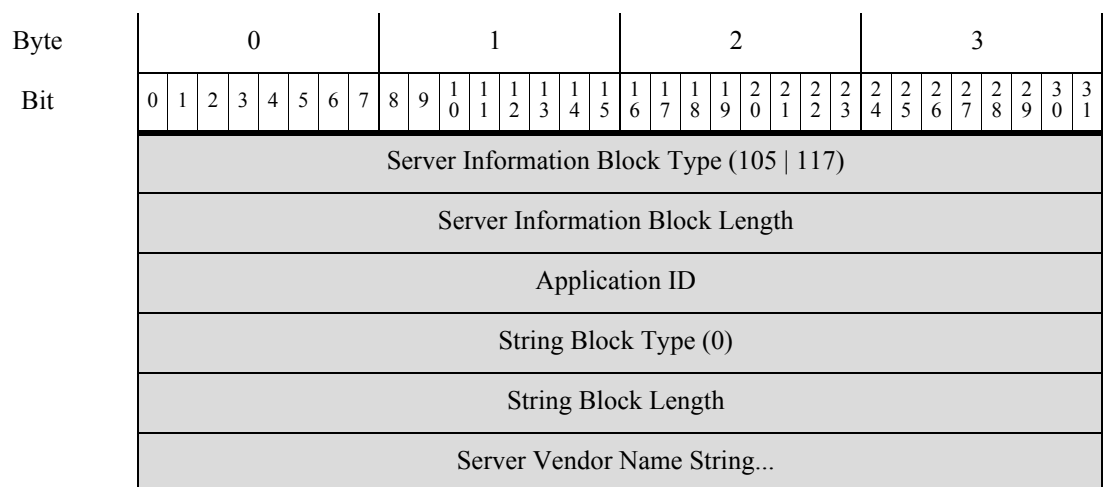 Byte 0 1 2 3
Bit 0 1 2 3 4 5 6 7 8 9 10 11 12 13 14 15 16 17 18 19 20 21 22 23 24 25 26 27 28 29 30 31
Server Information Block Type (105 | 117)
Server Information Block Length
Application ID
String Block Type (0)
String Block Length
Server Vendor Name String...